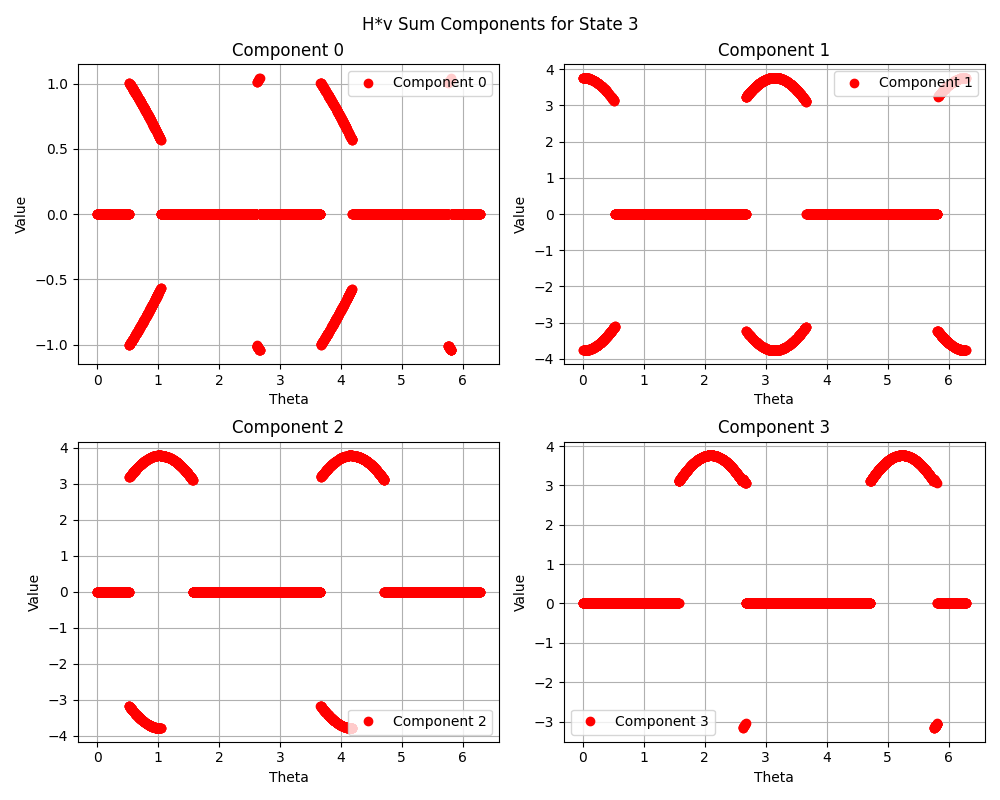 H*v Sum Components for State 3
Component 0
1.0
0.5
0.0
−0.5
−1.0
Value
0 1 2 3 4 5 6
Theta
Component 0
Component 1
4
3
2
1
0
−1
−2
−3
−4
Value
0 1 2 3 4 5 6
Theta
Component 1
Component 2
4
3
2
1
0
−1
−2
−3
−4
Value
0 1 2 3 4 5 6
Theta
Component 2
Component 3
4
3
2
1
0
−1
−2
−3
Value
0 1 2 3 4 5 6
Theta
Component 3